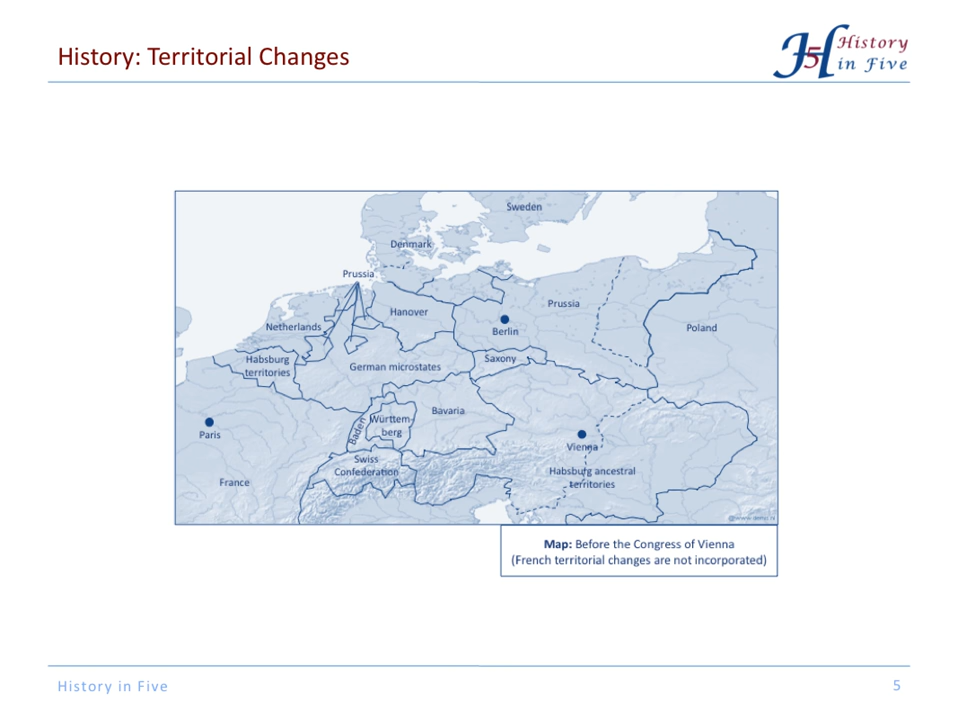 History: Territorial Changes
History
in Five
Sweden
Denmark
Prussia
Prussia
Hanover
Netherlands
Berlin
Poland
Habsburg
territories
Saxony
German microstates
Bavaria
Württem-
berg
Baden
Paris
Vienna
Swiss
Confederation
Habsburg ancestral
territories
France
Map: Before the Congress of Vienna
(French territorial changes are not incorporated)
History in Five
5